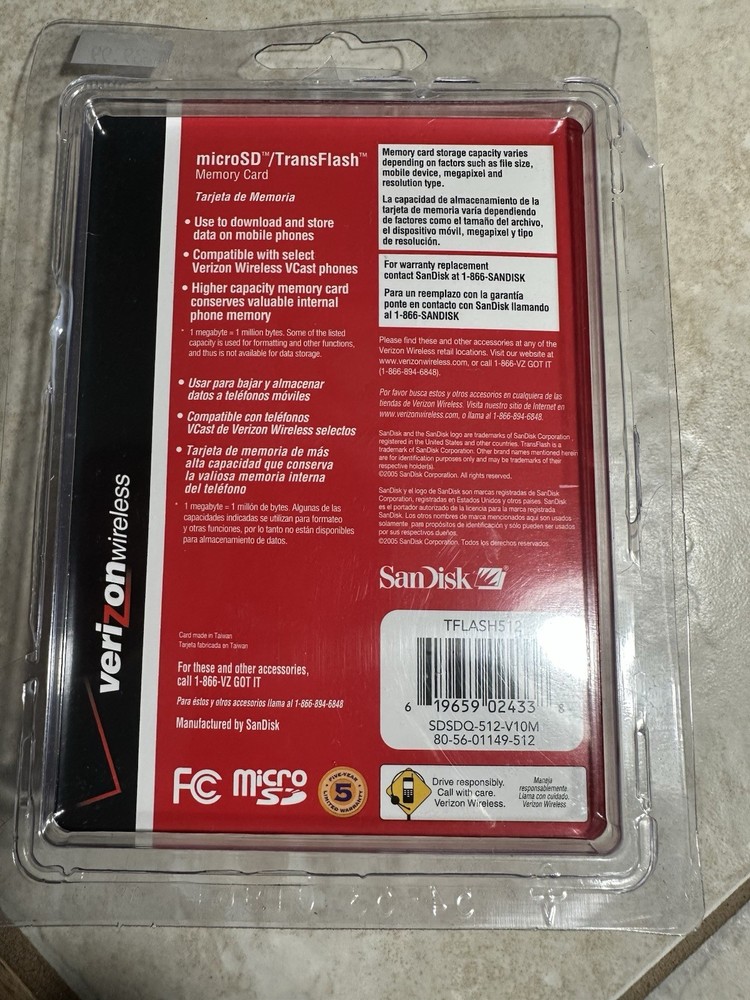 microSD™/TransFlash™
Memory Card
Tarjeta de Memoria
• Use to download and store
data on mobile phones
• Compatible with select
Verizon Wireless VCast phones
• Higher capacity memory card
conserves valuable internal
phone memory
* 1 megabyte = 1 million bytes. Some of the listed
capacity is used for formatting and other functions,
and thus is not available for data storage.
• Usar para bajar y almacenar
datos a teléfonos móviles
• Compatible con teléfonos
VCast de Verizon Wireless selectos
• Tarjeta de memoria de más
alta capacidad que conserva
la valiosa memoria interna
del teléfono
* 1 megabyte = 1 millón de bytes. Algunas de las
capacidades indicadas se utilizan para formateo
y otras funciones, por lo tanto no están disponibles
para almacenamiento de datos.
Card made in Taiwan
Tarjeta fabricada en Taiwan
For these and other accessories,
call 1-866-VZ GOT IT
Para éstos y otros accesorios llama al 1-866-894-6848
Manufactured by SanDisk
FC
micro
SD
FIVE-YEAR
5
LIMITED WARRANTY
verizonwireless
Memory card storage capacity varies
depending on factors such as file size,
mobile device, megapixel and
resolution type.
La capacidad de almacenamiento de la
tarjeta de memoria varía dependiendo
de factores como el tamaño del archivo,
el dispositivo móvil, megapixel y tipo
de resolución.
For warranty replacement
contact SanDisk at 1-866-SANDISK
Para un reemplazo con la garantía
ponte en contacto con SanDisk llamando
al 1-866-SANDISK
Please find these and other accessories at any of the
Verizon Wireless retail locations. Visit our website at
www.verizonwireless.com, or call 1-866-VZ GOT IT
(1-866-894-6848).
Por favor busca estos y otros accesorios en cualquiera de las
tiendas de Verizon Wireless. Visita nuestro sitio de Internet en
www.verizonwireless.com, o llama al 1-866-894-6848.
SanDisk and the SanDisk logo are trademarks of SanDisk Corporation
registered in the United States and other countries. TransFlash is a
trademark of SanDisk Corporation. Other brand names mentioned herein
are for identification purposes only and may be trademarks of their
respective holder(s).
©2005 SanDisk Corporation. All rights reserved.
SanDisk y el logo de SanDisk son marcas registradas de SanDisk
Corporation, registradas en Estados Unidos y otros países. SanDisk
es el portador autorizado de la licencia para la marca registrada
SanDisk. Los otros nombres de marca mencionados aquí son usados
solamente para propósitos de identificación y sólo pueden ser usados
por sus respectivos dueños.
©2005 SanDisk Corporation. Todos los derechos reservados.
SanDisk
TFLASH512
6 19659 02433 8
SDSDQ-512-V10M
80-56-01149-512
Drive responsibly.
Call with care.
Verizon Wireless.
Maneja
responsablemente.
Llama con cuidado.
Verizon Wireless